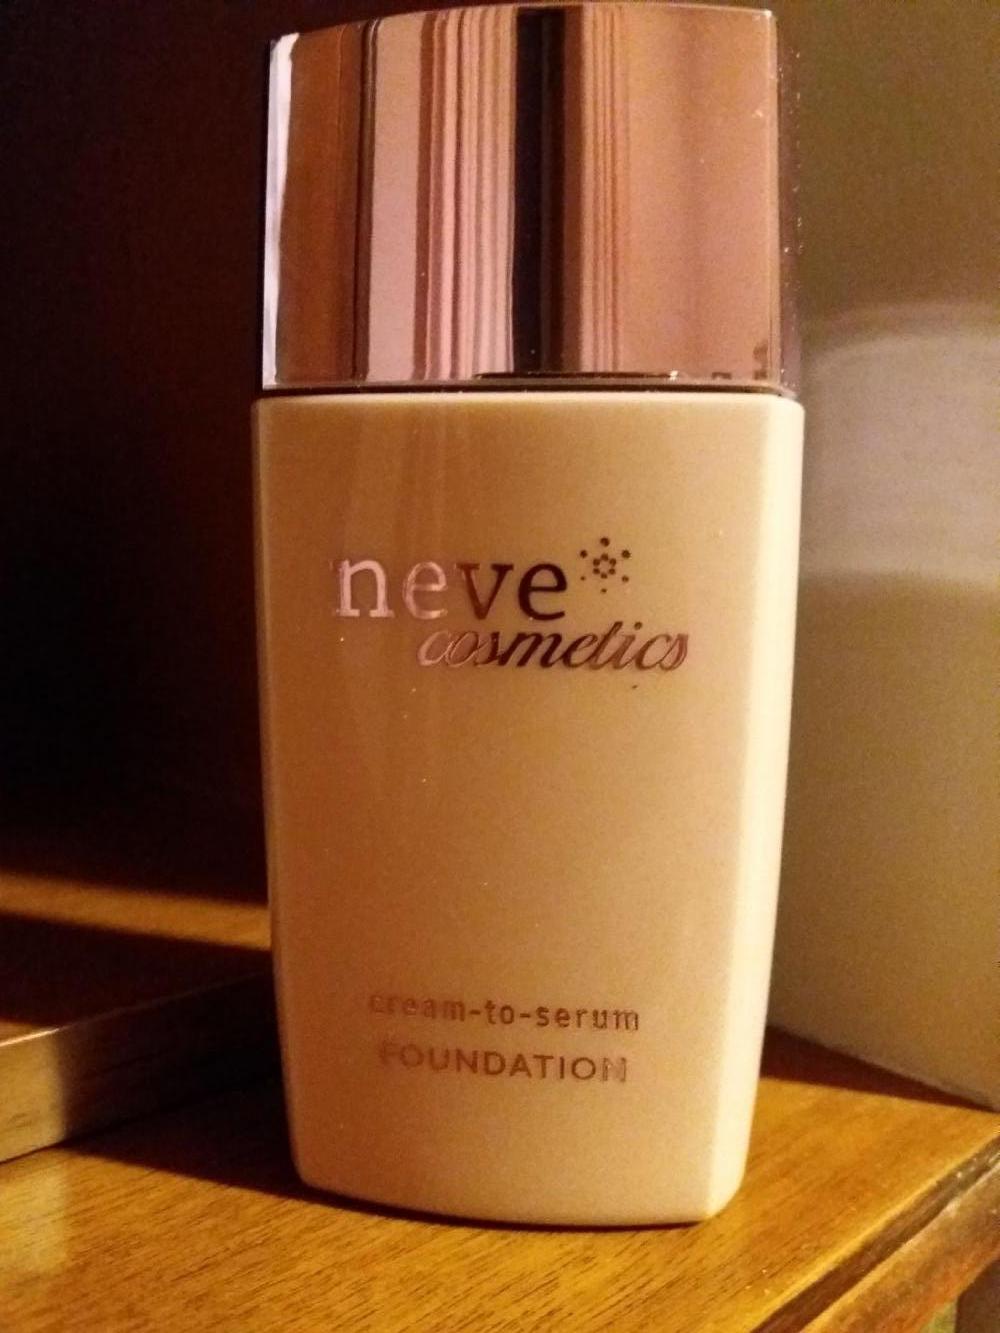 neve
cosmetics
cream-to-serum
FOUNDATION